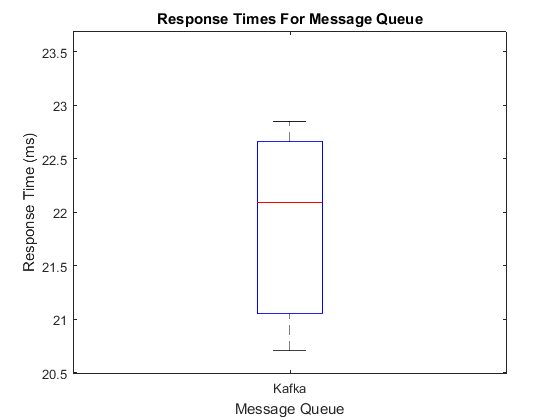 Response Times For Message Queue
23.5
23
22.5
22
21.5
21
20.5
Response Time (ms)
Kafka
Message Queue